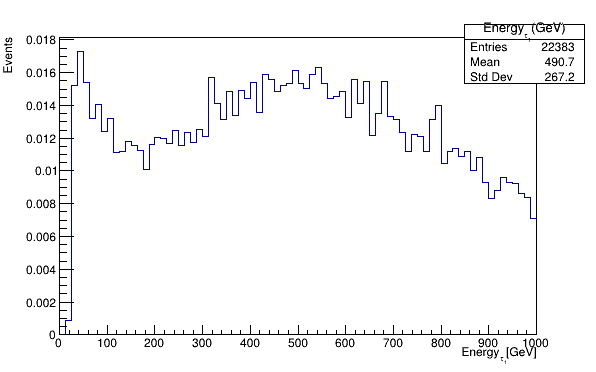 Energy_τ₁(GeV)
Entries 22383
Mean 490.7
Std Dev 267.2
Events
0.018
0.016
0.014
0.012
0.01
0.008
0.006
0.004
0.002
0
0 100 200 300 400 500 600 700 800 900 1000
Energy_τ₁[GeV]